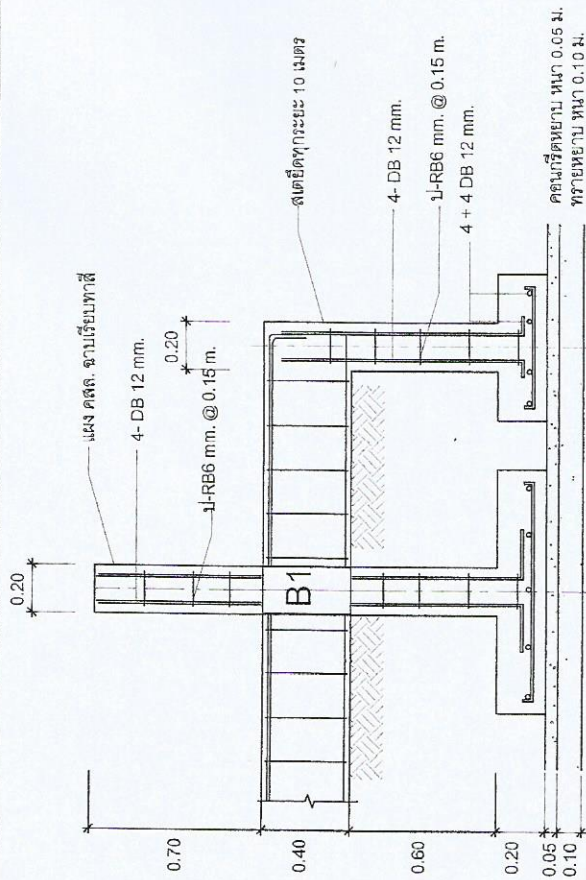 0.20
แผง คสล. ฉาบเรียบทาสี
4- DB 12 mm.
ป-RB6 mm. @ 0.15 m.
0.20
สเตยึดทุกระยะ 10 เมตร
B1
4- DB 12 mm.
ป-RB6 mm. @ 0.15 m.
4 + 4 DB 12 mm.
0.70
0.40
0.60
0.20
0.05
0.10
คอนกรีตหยาบ หนา 0.05 ม.
ทรายหยาบ หนา 0.10 ม.